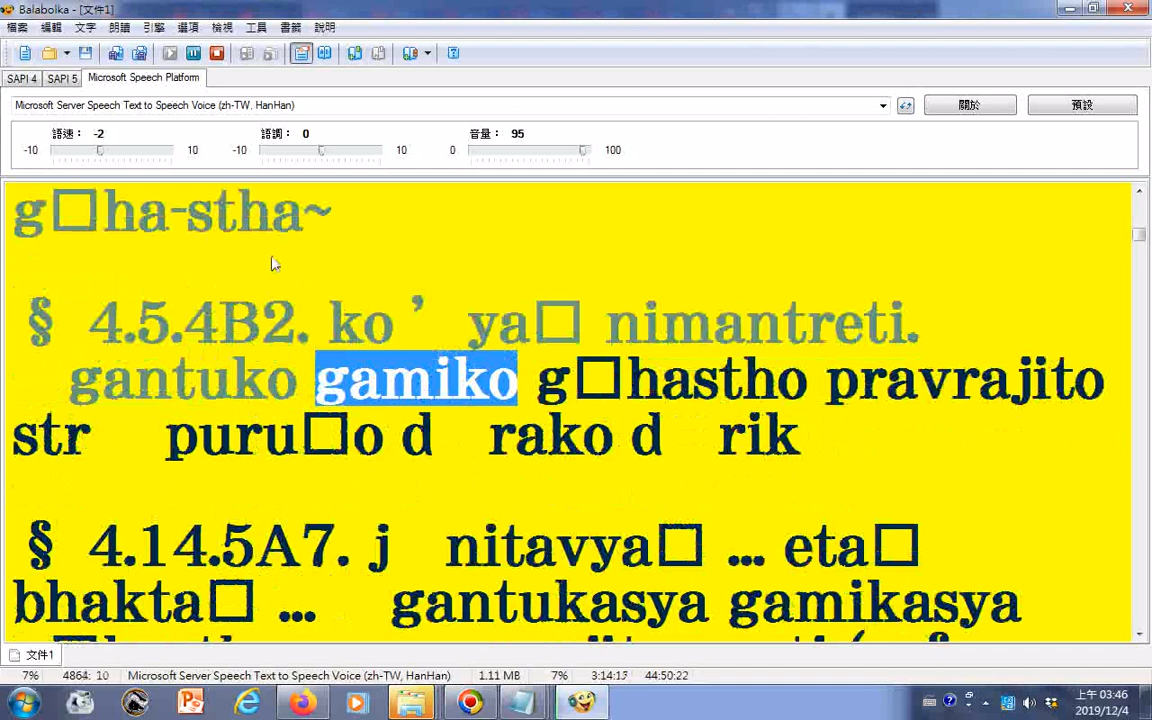 Balabolka - [文件1]
檔案 編輯 文字 朗讀 引擎 選項 檢視 工具 書籤 說明
SAPI 4 SAPI 5 Microsoft Speech Platform
Microsoft Server Speech Text to Speech Voice (zh-TW, HanHan) 關於 預設
語速： -2 語調： 0 音量： 95
-10 10 -10 10 0 100
g□ha-stha~
§ 4.5.4B2. ko ’ ya□ nimantreti.
gantuko gamiko g□hastho pravrajito
str puru□o d rako d rik
§ 4.14.5A7. j nitavya□ ... eta□
bhakta□ ... gantukasya gamikasya
文件1
7% 4864: 10 Microsoft Server Speech Text to Speech Voice (zh-TW, HanHan) 1.11 MB 7% 3:14:13 44:50:22
上午 03:46
2019/12/4